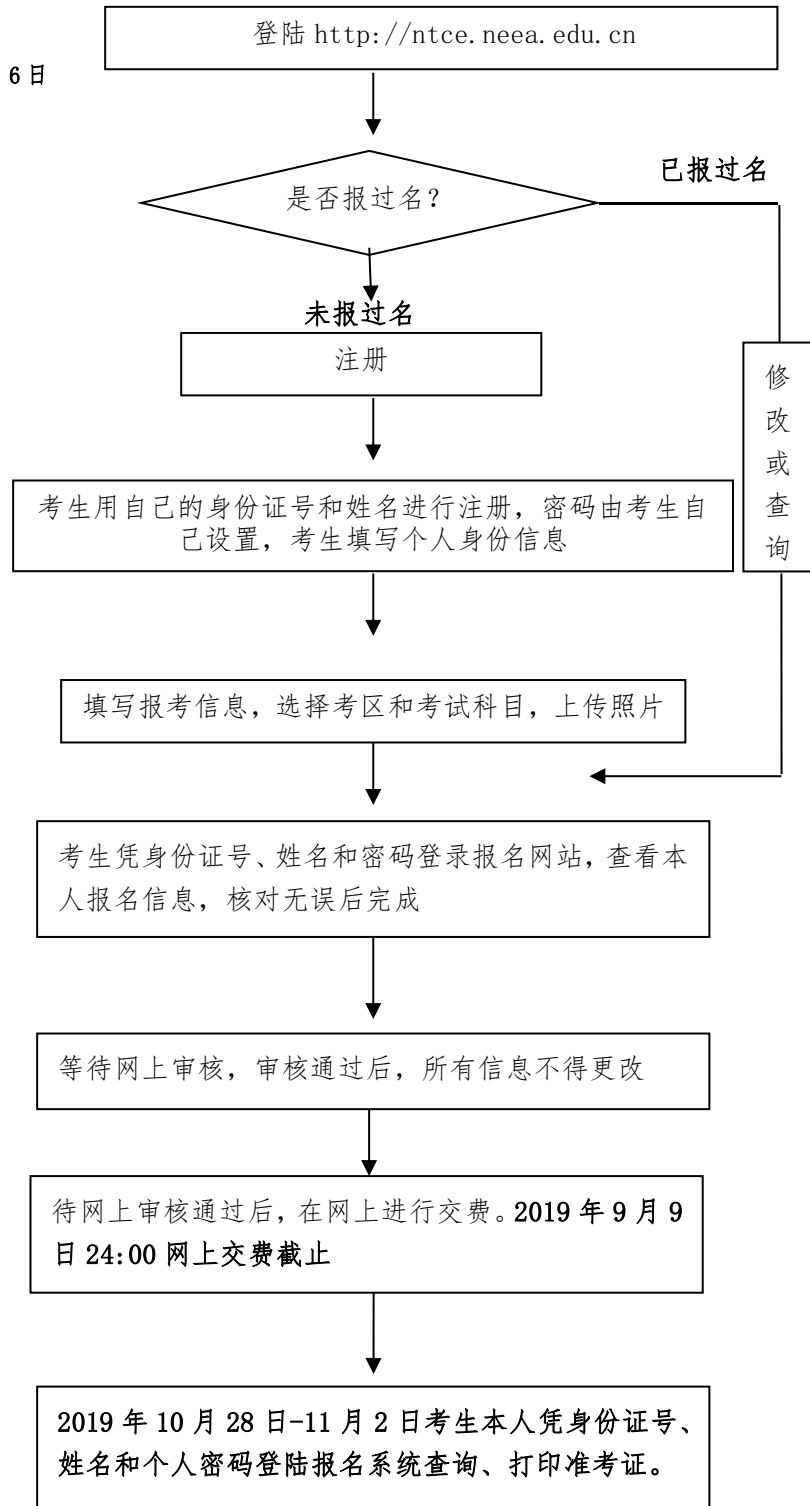 登陆 http://ntce.neea.edu.cn
6日
是否报过名？
已报过名
未报过名
注册
修
改
或
查
询
考生用自己的身份证号和姓名进行注册，密码由考生自
己设置，考生填写个人身份信息
填写报考信息，选择考区和考试科目，上传照片
考生凭身份证号、姓名和密码登录报名网站，查看本
人报名信息，核对无误后完成
等待网上审核，审核通过后，所有信息不得更改
待网上审核通过后，在网上进行交费。2019 年 9 月 9
日 24:00 网上交费截止
2019 年 10 月 28 日-11 月 2 日考生本人凭身份证号、
姓名和个人密码登陆报名系统查询、打印准考证。